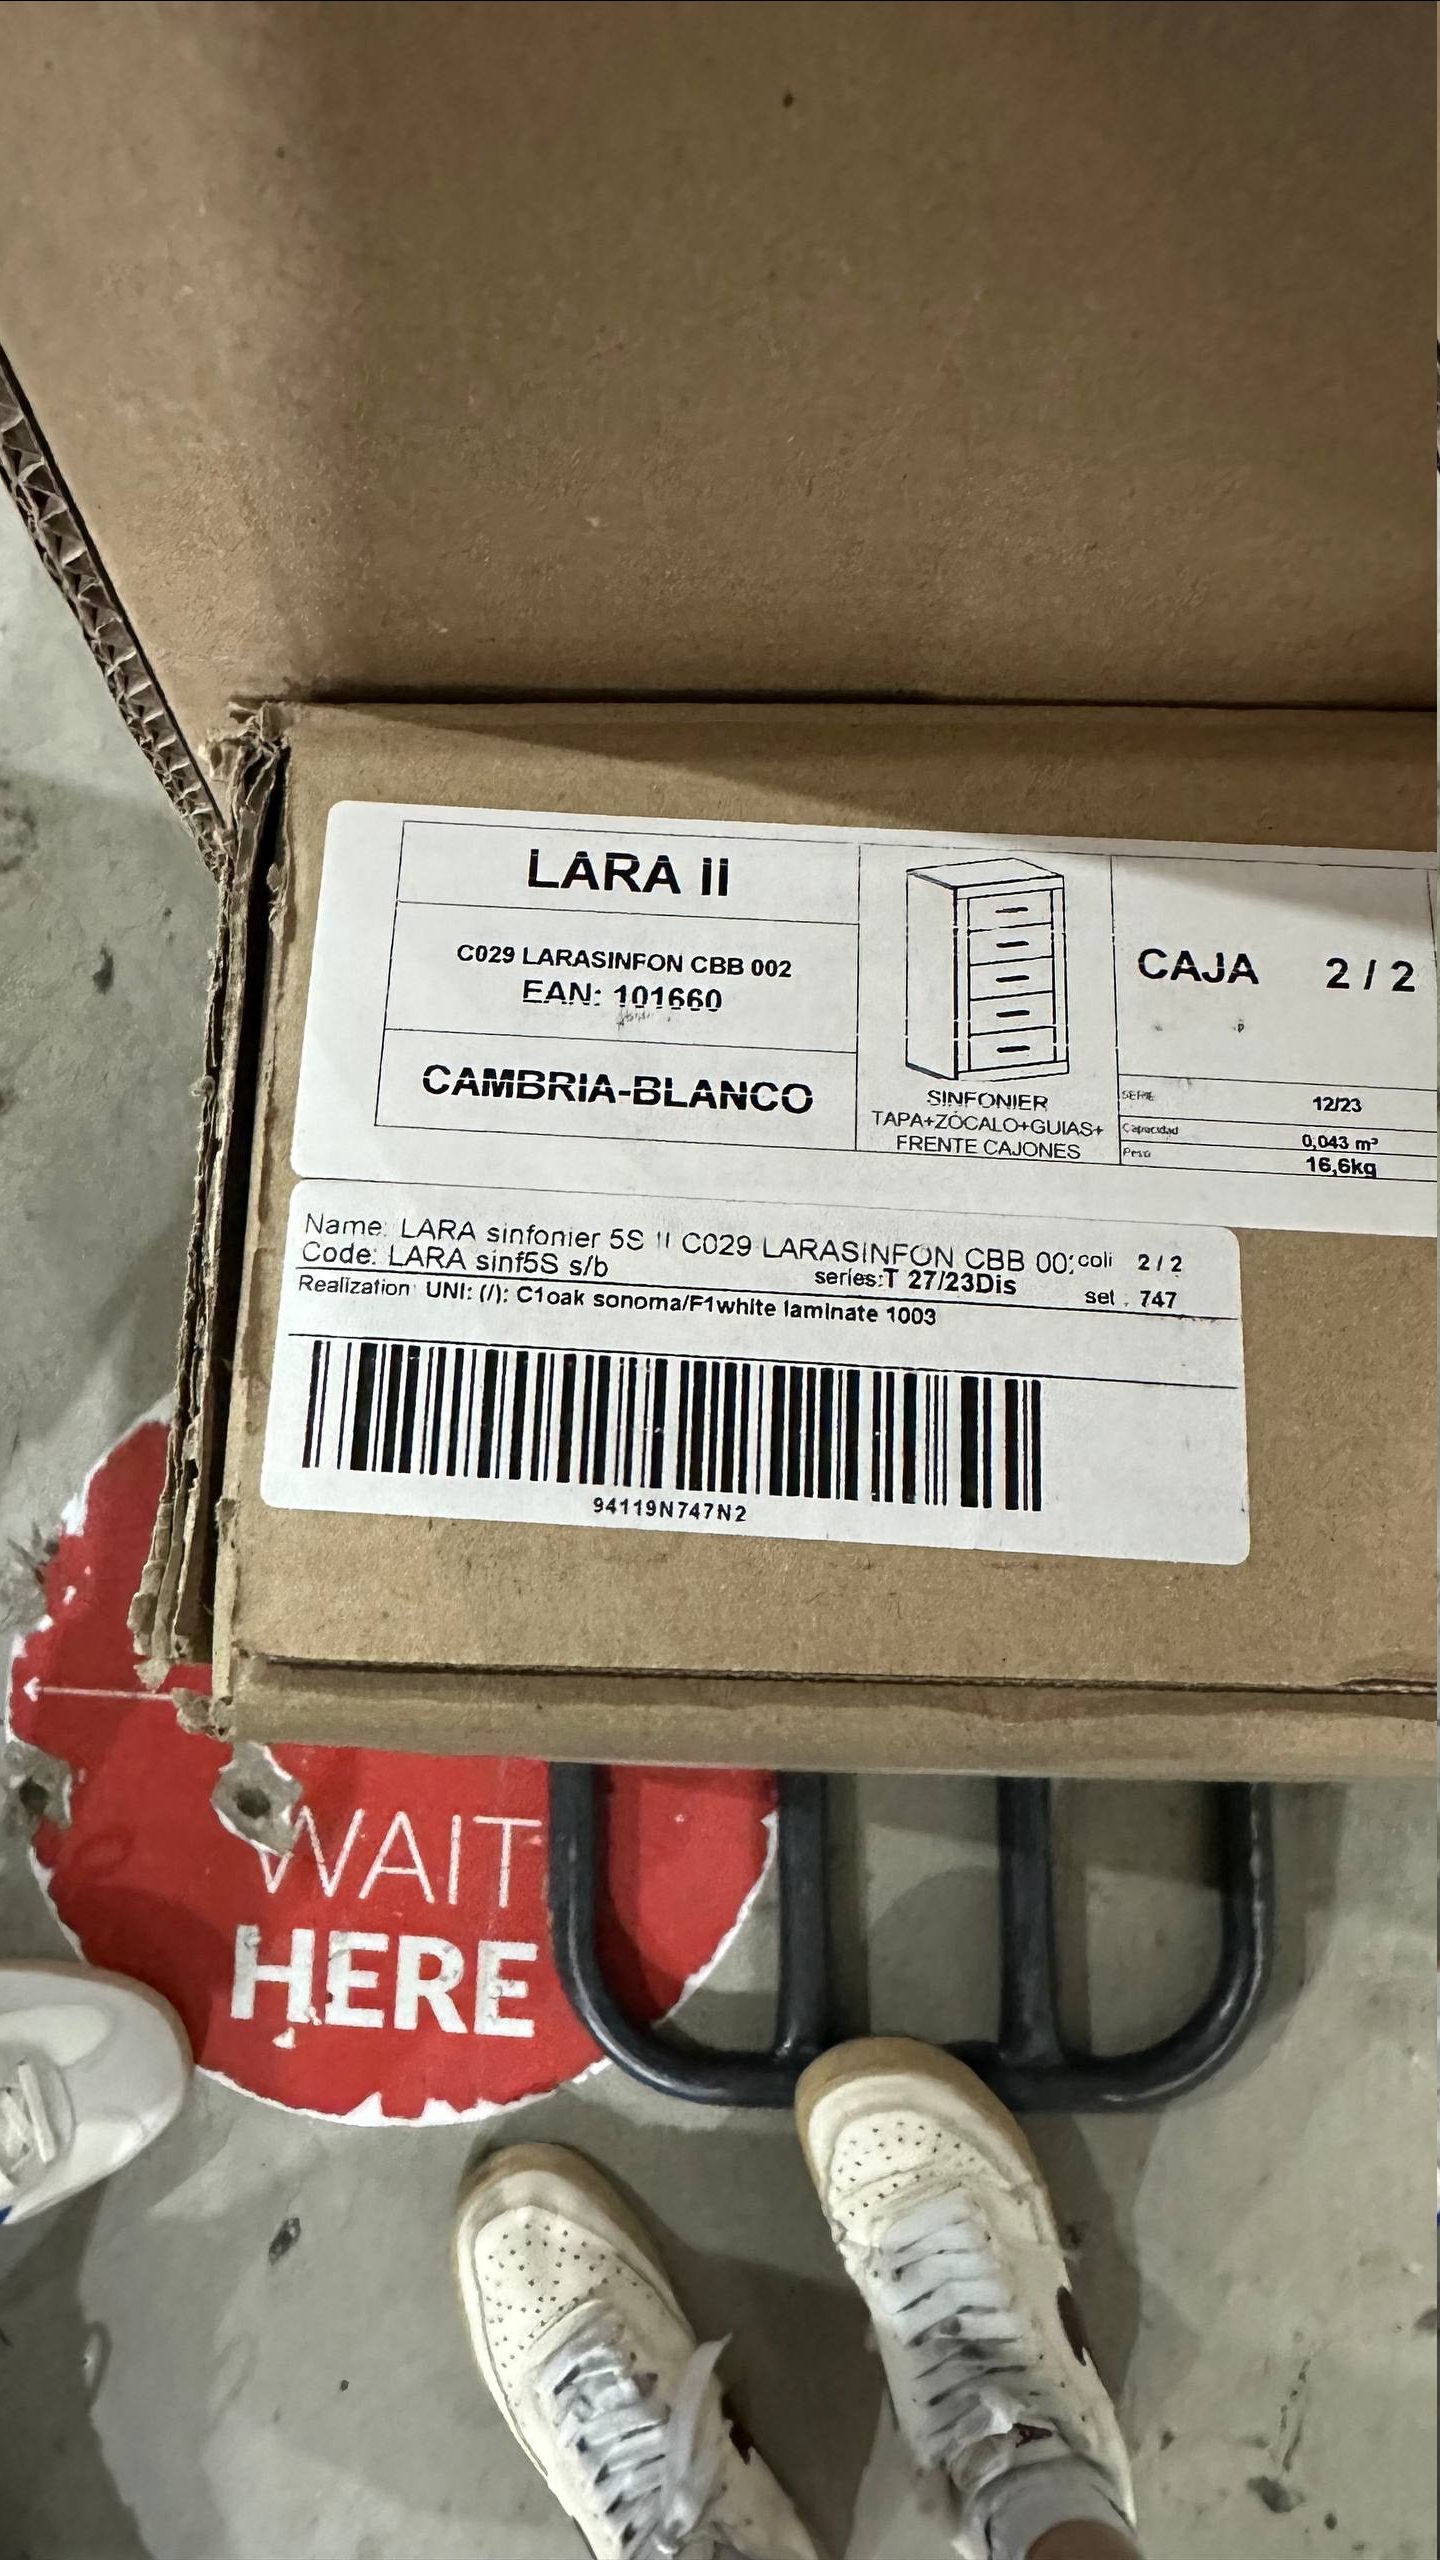 LARA II
C029 LARASINFON CBB 002
EAN: 101660
CAMBRIA-BLANCO
SINFONIER
TAPA+ZÓCALO+GUIAS+
FRENTE CAJONES
CAJA 2 / 2
SERIE 12/23
Capacidad 0,043 m³
Peso 16,6kg
Name: LARA sinfonier 5S II C029 LARASINFON CBB 00 coli 2 / 2
Code: LARA sinf5S s/b series:T 27/23Dis set . 747
Realization UNI: (/): C1oak sonoma/F1white laminate 1003
94119N747N2
WAIT
HERE